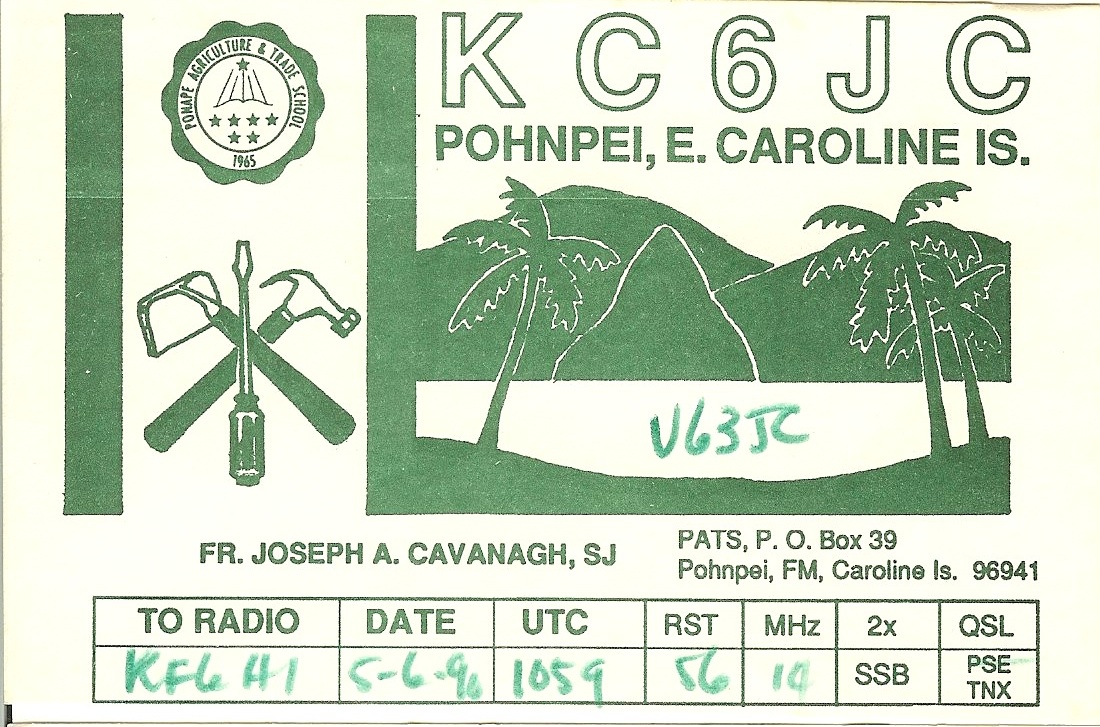 KC6JC
POHNPEI, E. CAROLINE IS.
PONAPE AGRICULTURE & TRADE SCHOOL
1965
V63JC
FR. JOSEPH A. CAVANAGH, SJ
PATS, P. O. Box 39
Pohnpei, FM, Caroline Is. 96941
TO RADIO DATE UTC RST MHz 2x QSL
KF6HI 5-6-96 1059 56 14 SSB PSE
TNX